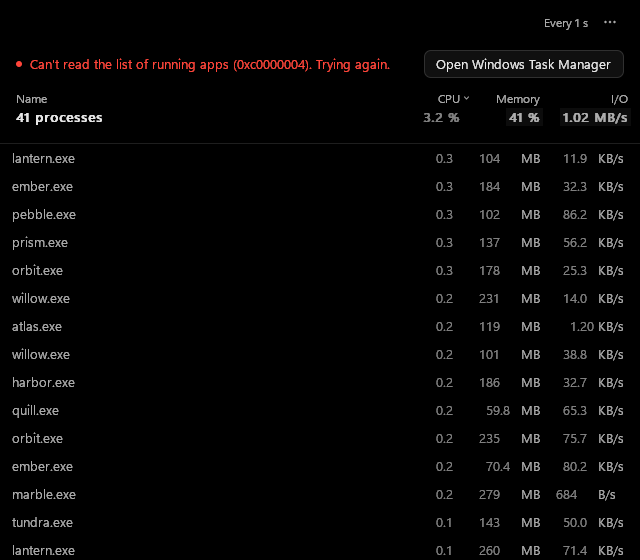 Every 1 s ···
Can't read the list of running apps (0xc0000004). Trying again. Open Windows Task Manager
Name CPU Memory I/O
41 processes 3.2 % 41 % 1.02 MB/s
lantern.exe 0.3 104 MB 11.9 KB/s
ember.exe 0.3 184 MB 32.3 KB/s
pebble.exe 0.3 102 MB 86.2 KB/s
prism.exe 0.3 137 MB 56.2 KB/s
orbit.exe 0.3 178 MB 25.3 KB/s
willow.exe 0.2 231 MB 14.0 KB/s
atlas.exe 0.2 119 MB 1.20 KB/s
willow.exe 0.2 101 MB 38.8 KB/s
harbor.exe 0.2 186 MB 32.7 KB/s
quill.exe 0.2 59.8 MB 65.3 KB/s
orbit.exe 0.2 235 MB 75.7 KB/s
ember.exe 0.2 70.4 MB 80.2 KB/s
marble.exe 0.2 279 MB 684 B/s
tundra.exe 0.1 143 MB 50.0 KB/s
lantern.exe 0.1 260 MB 71.4 KB/s